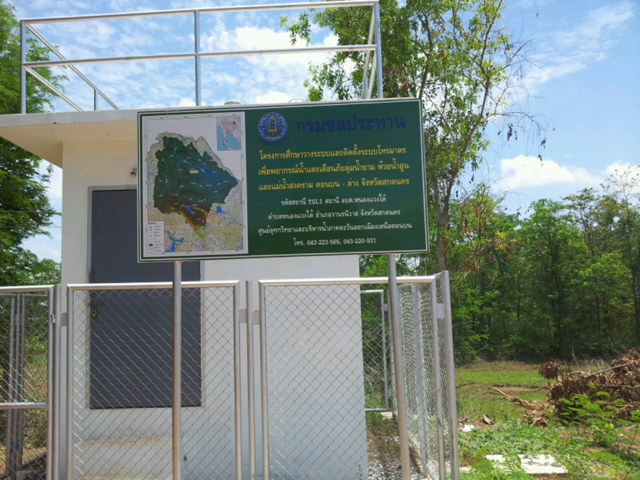 กรมชลประทาน
โครงการศึกษาวางระบบและติดตั้งระบบโทรมาตร
เพื่อพยากรณ์น้ำและเตือนภัยลุ่มน้ำยาม ห้วยน้ำอูน
และแม่น้ำสงคราม ตอนบน - ล่าง จังหวัดสกลนคร
รหัสสถานี TSL1 สถานี อบต.หนองแวงใต้
ตำบลหนองแวงใต้ อำเภอวานรนิวาส จังหวัดสกลนคร
ศูนย์อุทกวิทยาและบริหารน้ำภาคตะวันออกเฉียงเหนือตอนบน
โทร. 043-223-565, 043-220-931